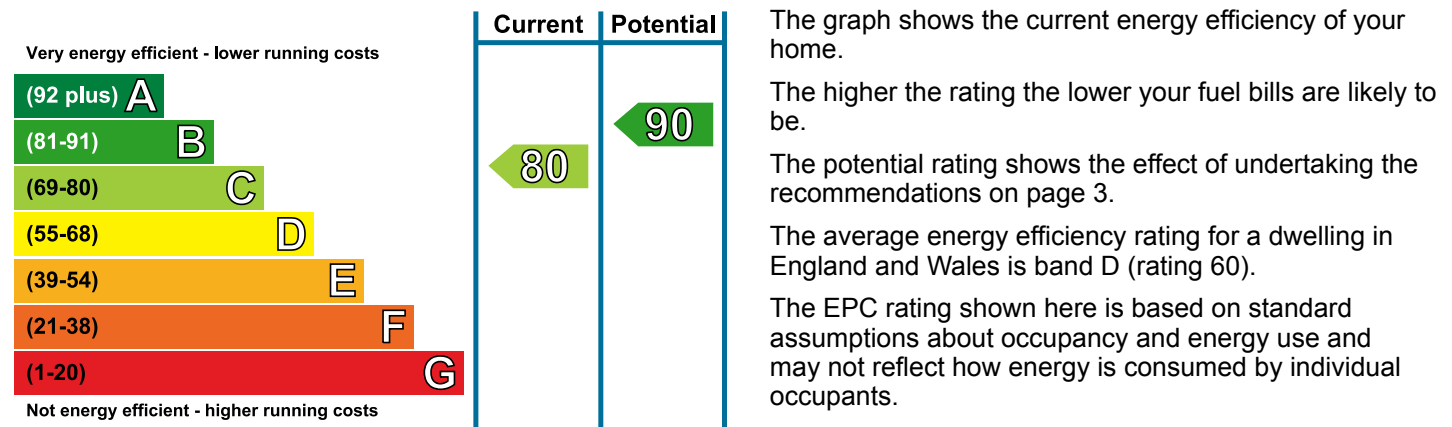 Current Potential
Very energy efficient - lower running costs
(92 plus) A
(81-91) B
(69-80) C
(55-68) D
(39-54) E
(21-38) F
(1-20) G
Not energy efficient - higher running costs
80
90
The graph shows the current energy efficiency of your
home.
The higher the rating the lower your fuel bills are likely to
be.
The potential rating shows the effect of undertaking the
recommendations on page 3.
The average energy efficiency rating for a dwelling in
England and Wales is band D (rating 60).
The EPC rating shown here is based on standard
assumptions about occupancy and energy use and
may not reflect how energy is consumed by individual
occupants.